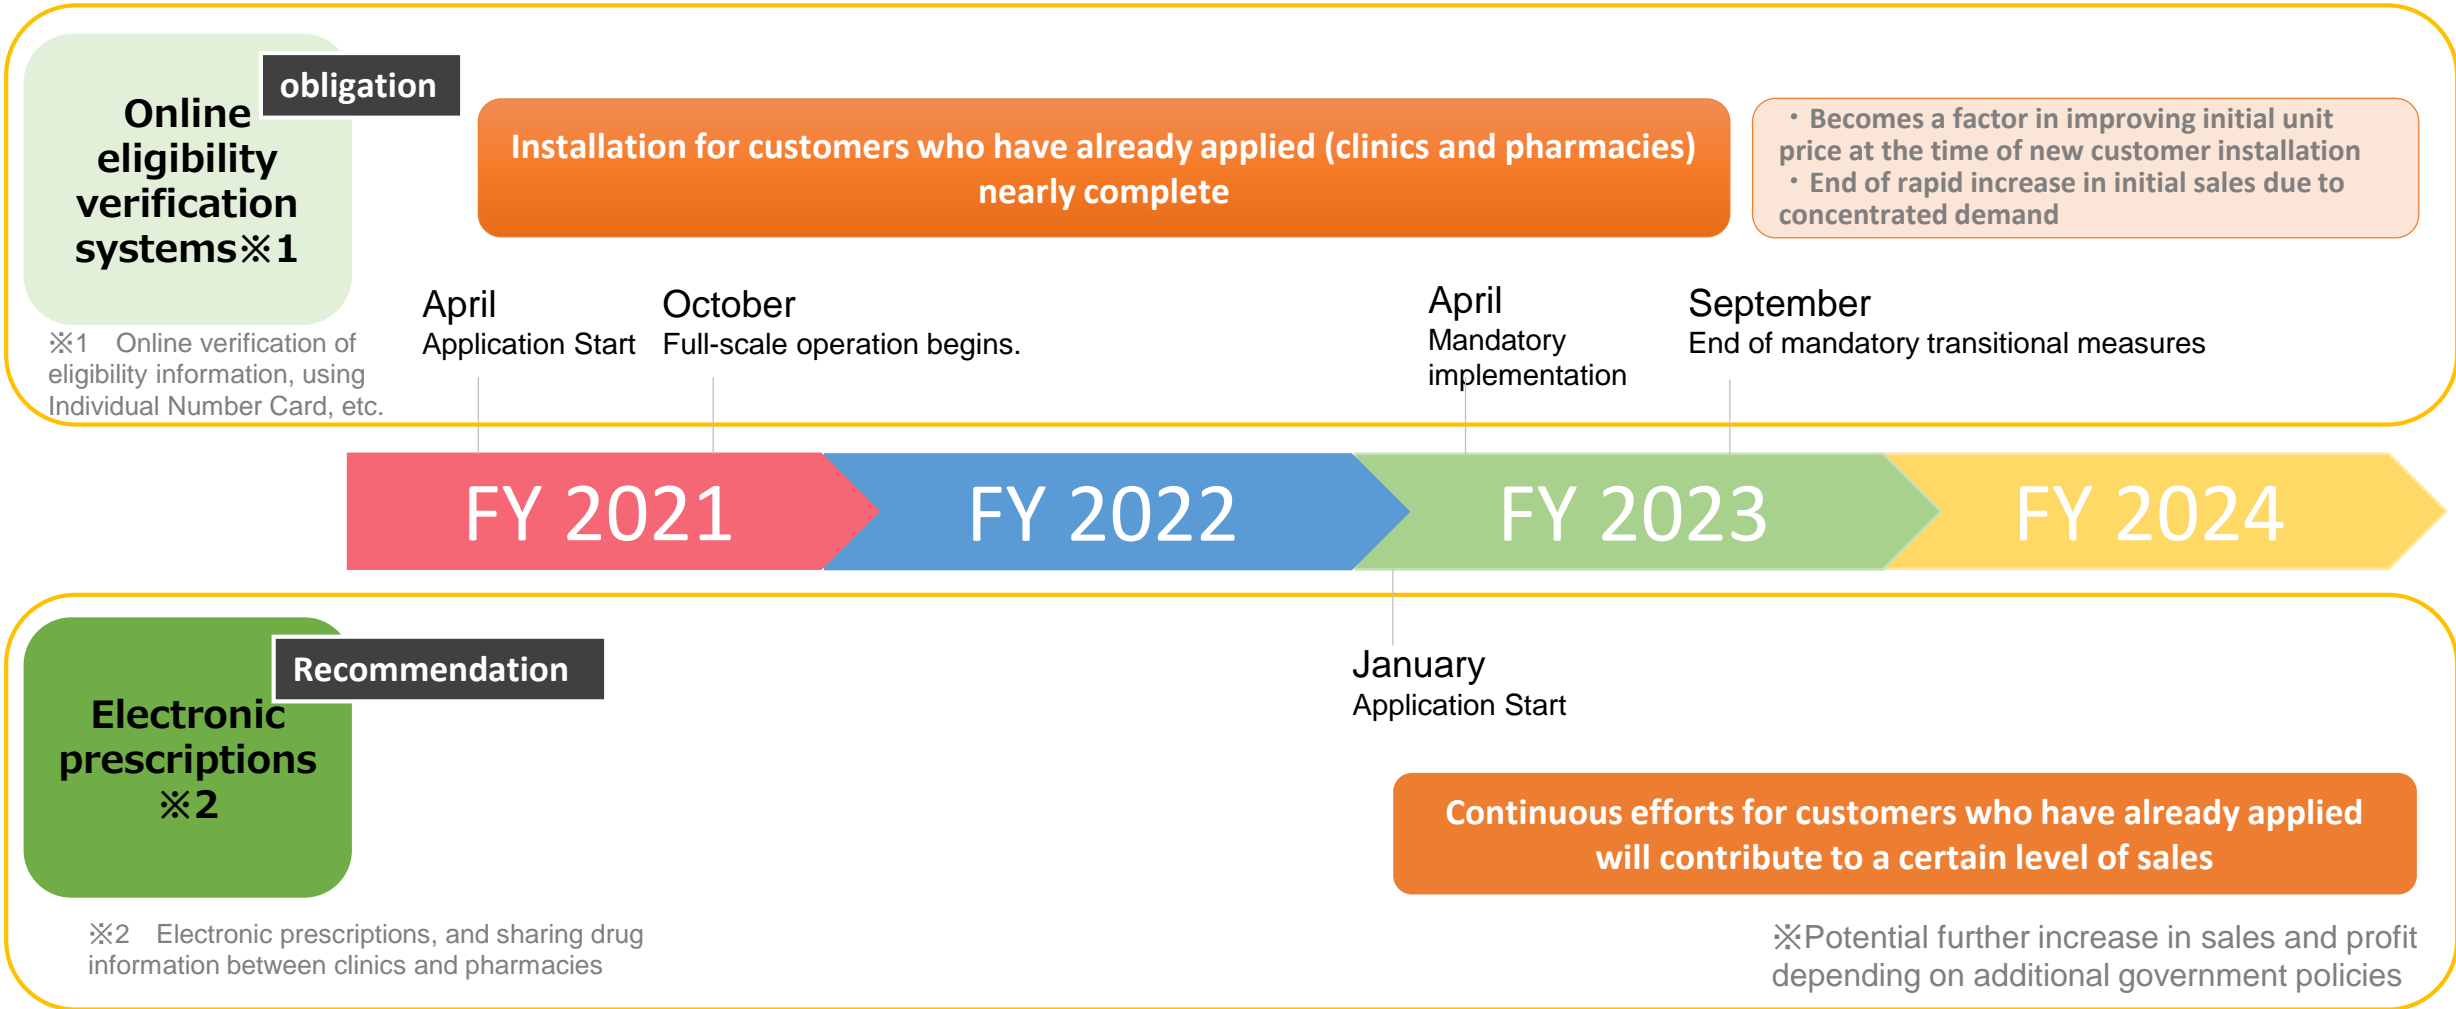 Online
eligibility
verification
systems※1
obligation
Installation for customers who have already applied (clinics and pharmacies)
nearly complete
・Becomes a factor in improving initial unit
price at the time of new customer installation
・End of rapid increase in initial sales due to
concentrated demand
※1 Online verification of
eligibility information, using
Individual Number Card, etc.
April
Application Start
October
Full-scale operation begins.
April
Mandatory
implementation
September
End of mandatory transitional measures
FY 2021
FY 2022
FY 2023
FY 2024
Electronic
prescriptions
※2
Recommendation
January
Application Start
Continuous efforts for customers who have already applied
will contribute to a certain level of sales
※2 Electronic prescriptions, and sharing drug
information between clinics and pharmacies
※Potential further increase in sales and profit
depending on additional government policies